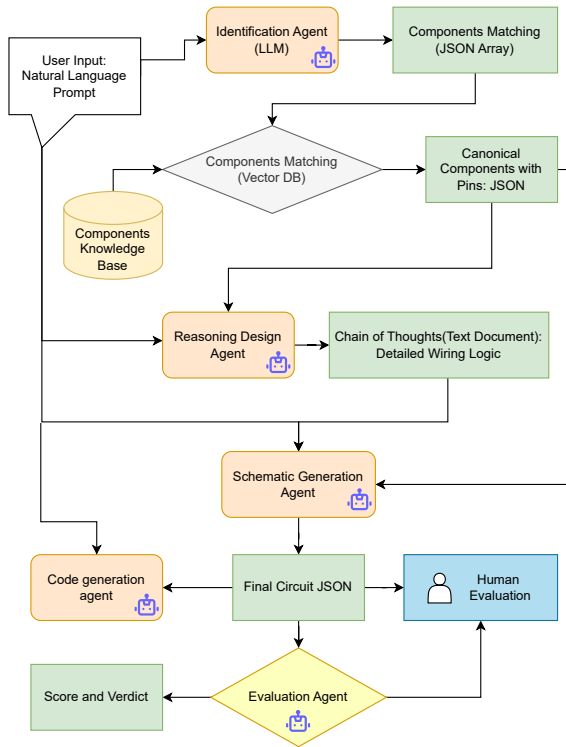 User Input:
Natural Language
Prompt
Identification Agent
(LLM)
Components Matching
(JSON Array)
Components Matching
(Vector DB)
Canonical
Components with
Pins: JSON
Components
Knowledge
Base
Reasoning Design
Agent
Chain of Thoughts(Text Document):
Detailed Wiring Logic
Schematic Generation
Agent
Code generation
agent
Final Circuit JSON
Human
Evaluation
Score and Verdict
Evaluation Agent